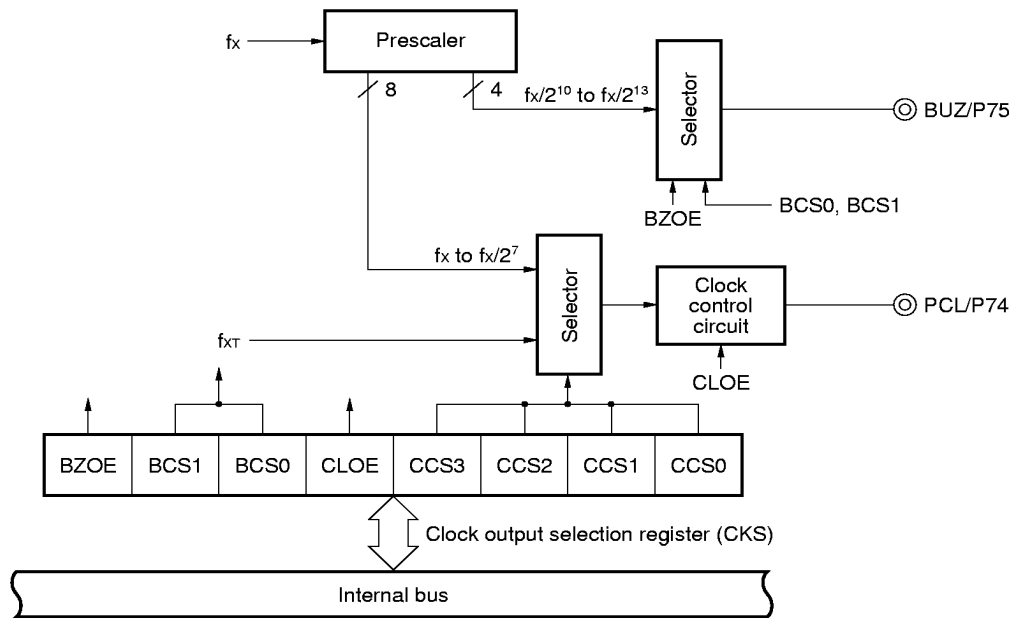 Prescaler
fX
8
4
fX/2¹⁰ to fX/2¹³
Selector
BUZ/P75
BZOE
BCS0, BCS1
fX to fX/2⁷
Selector
Clock
control
circuit
PCL/P74
fXT
CLOE
BZOE BCS1 BCS0 CLOE CCS3 CCS2 CCS1 CCS0
Clock output selection register (CKS)
Internal bus